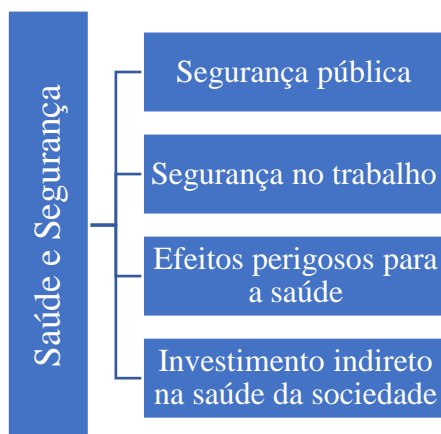 Saúde e Segurança
Segurança pública
Segurança no trabalho
Efeitos perigosos para
a saúde
Investimento indireto
na saúde da sociedade